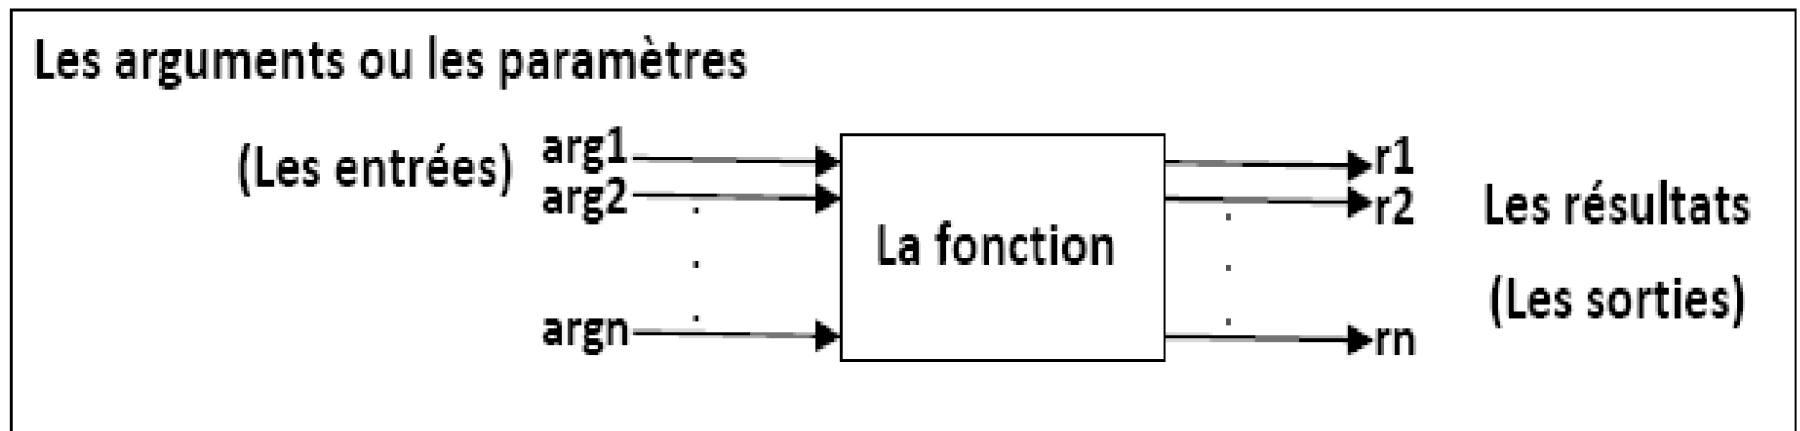 Les arguments ou les paramètres
(Les entrées)
arg1
arg2
argn
La fonction
r1
r2
rn
Les résultats
(Les sorties)